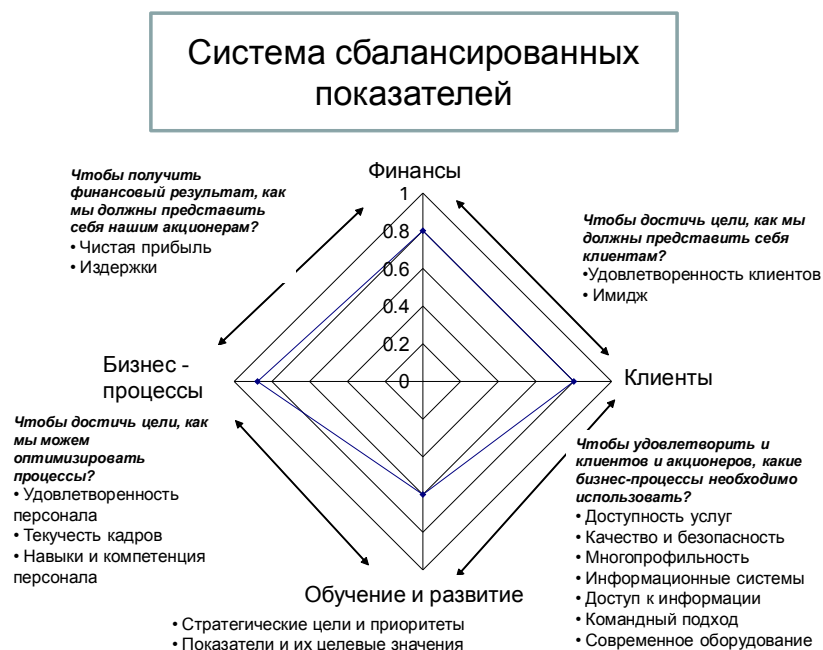 Система сбалансированных
показателей
Чтобы получить
финансовый результат, как
мы должны представить
себя нашим акционерам?
• Чистая прибыль
• Издержки
Финансы
1
0.8
0.6
0.4
0.2
0
Чтобы достичь цели, как мы
должны представить себя
клиентам?
•Удовлетворенность клиентов
• Имидж
Бизнес -
процессы
Клиенты
Чтобы достичь цели, как
мы можем
оптимизировать
процессы?
• Удовлетворенность
персонала
• Текучесть кадров
• Навыки и компетенция
персонала
Чтобы удовлетворить и
клиентов и акционеров, какие
бизнес-процессы необходимо
использовать?
• Доступность услуг
• Качество и безопасность
• Многопрофильность
• Информационные системы
• Доступ к информации
• Командный подход
• Современное оборудование
Обучение и развитие
• Стратегические цели и приоритеты
• Показатели и их целевые значения